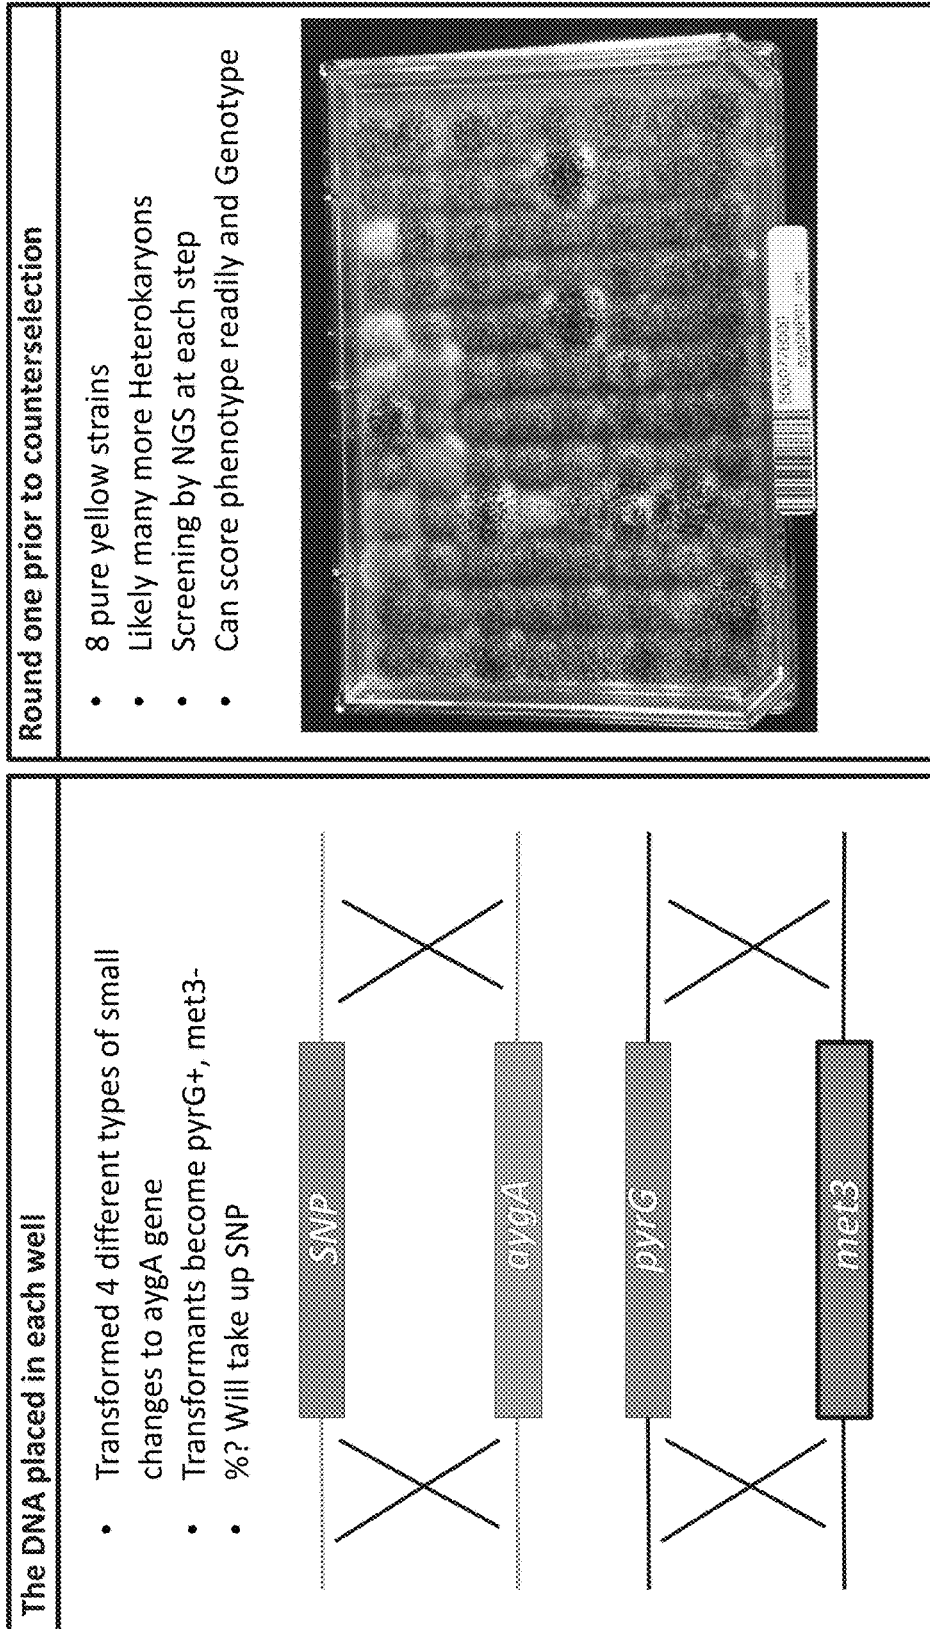 The DNA placed in each well
• Transformed 4 different types of small
changes to aygA gene
• Transformants become pyrG+, met3-
• %? Will take up SNP
SNP
aygA
pyrG
met3
Round one prior to counterselection
• 8 pure yellow strains
• Likely many more Heterokaryons
• Screening by NGS at each step
• Can score phenotype readily and Genotype